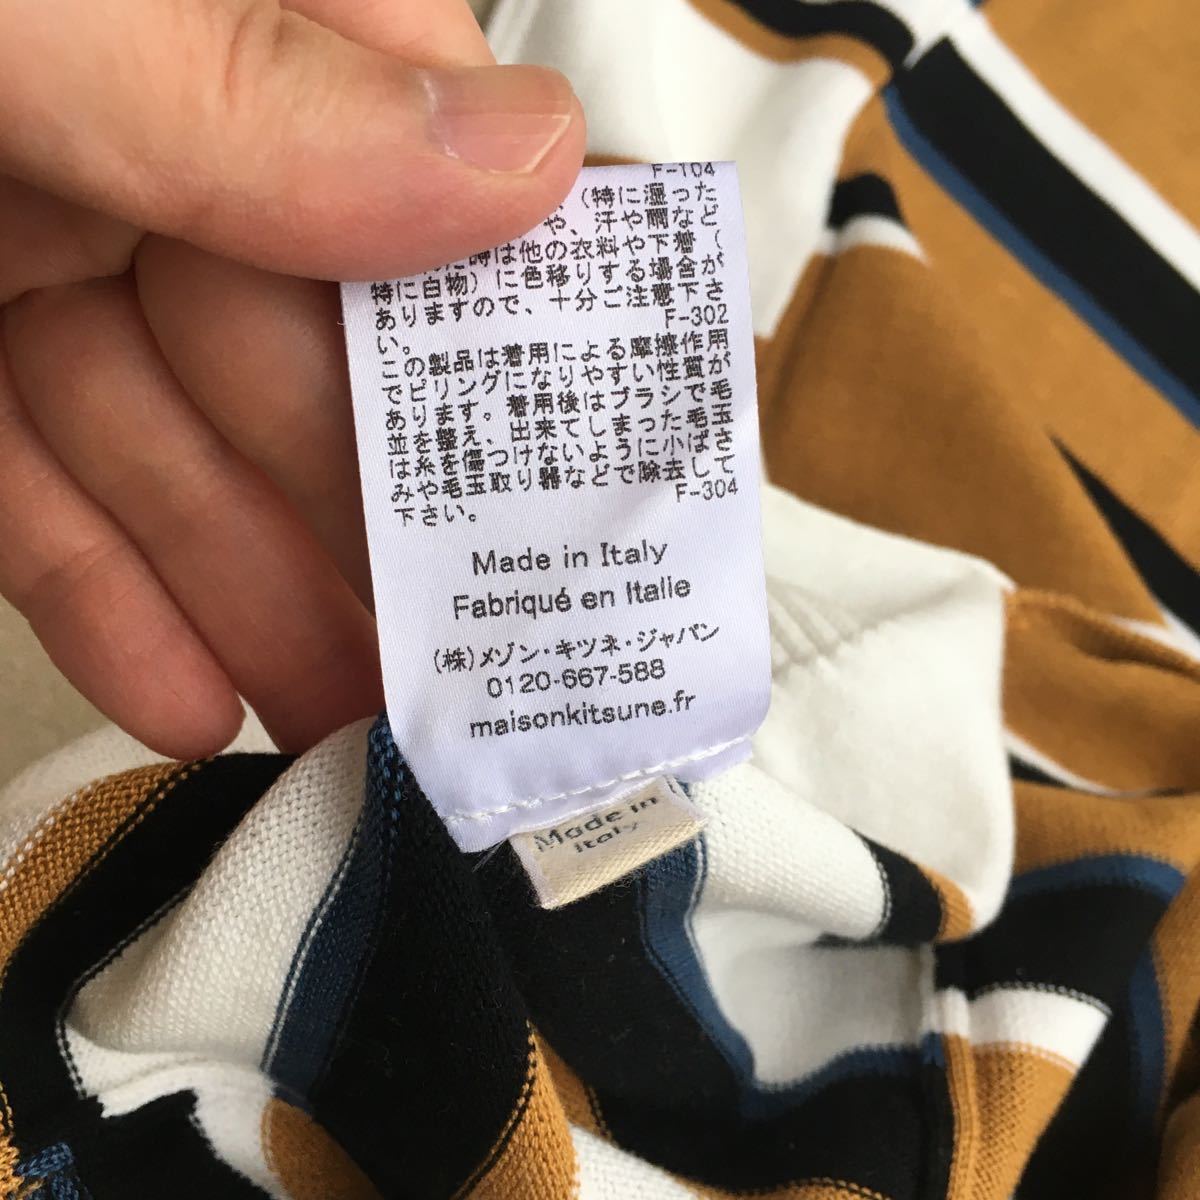 F-104
、(特に湿った
や、汗や雨など
た時は他の衣料や下着(
特に白物)に色移りする場合が
ありますので、十分ご注意下さ
い。
F-302
この製品は着用による摩擦作用
でピリングになりやすい性質が
あります。着用後はブラシで毛
並を整え、出来てしまった毛玉
は糸を傷つけないように小ばさ
みや毛玉取り器などで除去して
下さい。
F-304
Made in Italy
Fabriqué en Italie
(株)メゾン・キツネ・ジャパン
0120-667-588
maisonkitsune.fr
Made in
Italy